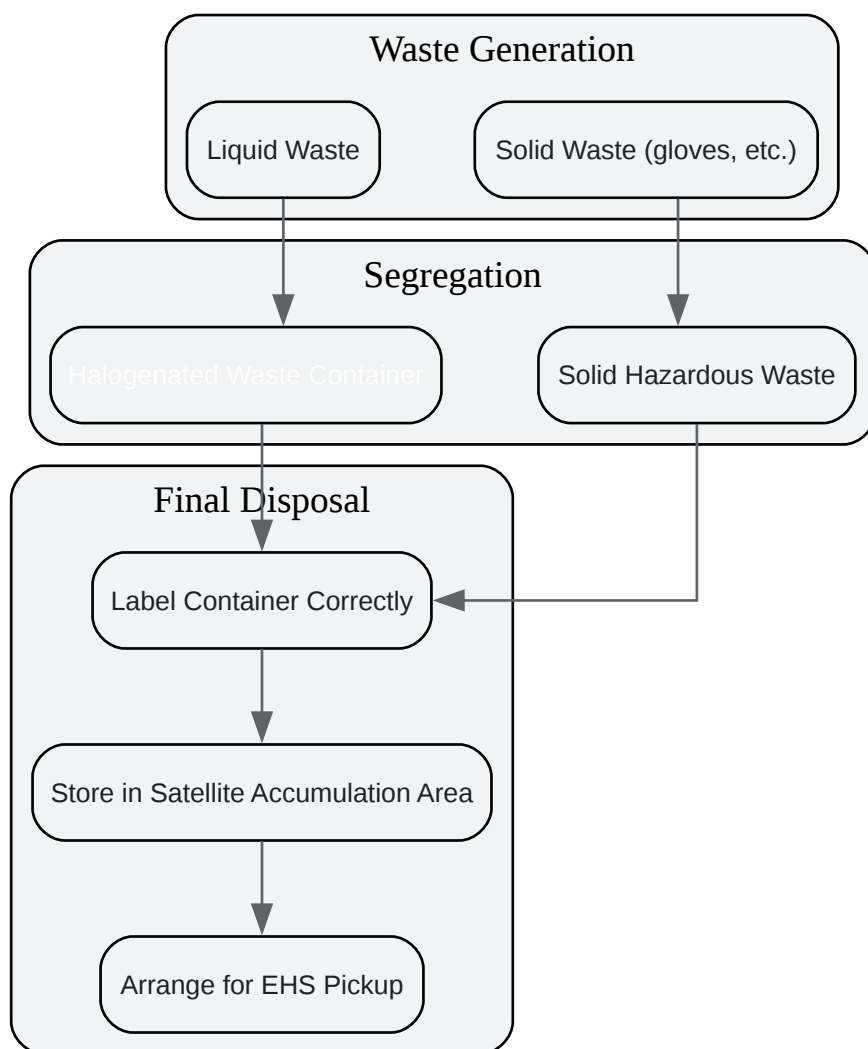 Waste Generation
Liquid Waste
Solid Waste (gloves, etc.)
Segregation
Halogenated Waste Container
Solid Hazardous Waste
Final Disposal
Label Container Correctly
Store in Satellite Accumulation Area
Arrange for EHS Pickup